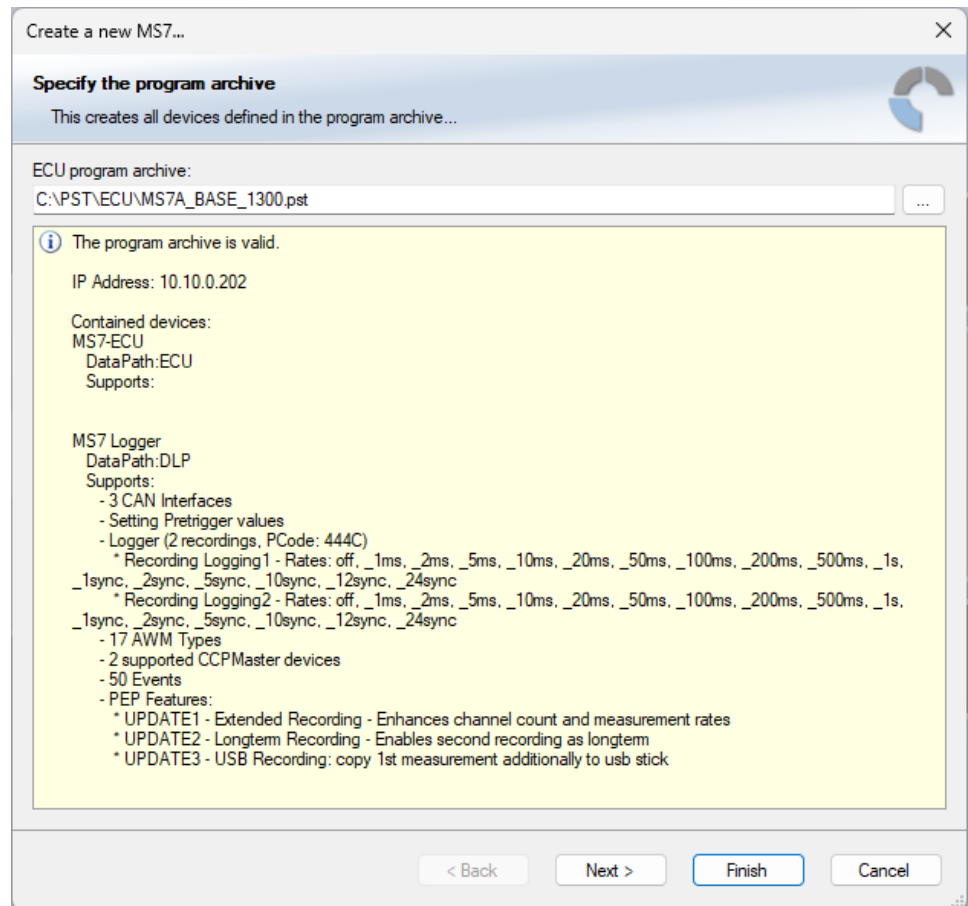 Create a new MS7...
Specify the program archive
This creates all devices defined in the program archive...
ECU program archive:
C:\PST\ECU\MS7A_BASE_1300.pst
...
The program archive is valid.
IP Address: 10.10.0.202
Contained devices:
MS7-ECU
DataPath:ECU
Supports:
MS7 Logger
DataPath:DLP
Supports:
- 3 CAN Interfaces
- Setting Pretrigger values
- Logger (2 recordings, PCode: 444C)
* Recording Logging1 - Rates: off, _1ms, _2ms, _5ms, _10ms, _20ms, _50ms, _100ms, _200ms, _500ms, _1s,
_1sync, _2sync, _5sync, _10sync, _12sync, _24sync
* Recording Logging2 - Rates: off, _1ms, _2ms, _5ms, _10ms, _20ms, _50ms, _100ms, _200ms, _500ms, _1s,
_1sync, _2sync, _5sync, _10sync, _12sync, _24sync
- 17 AWM Types
- 2 supported CCPMaster devices
- 50 Events
- PEP Features:
* UPDATE1 - Extended Recording - Enhances channel count and measurement rates
* UPDATE2 - Longterm Recording - Enables second recording as longterm
* UPDATE3 - USB Recording: copy 1st measurement additionally to usb stick
< Back Next > Finish Cancel